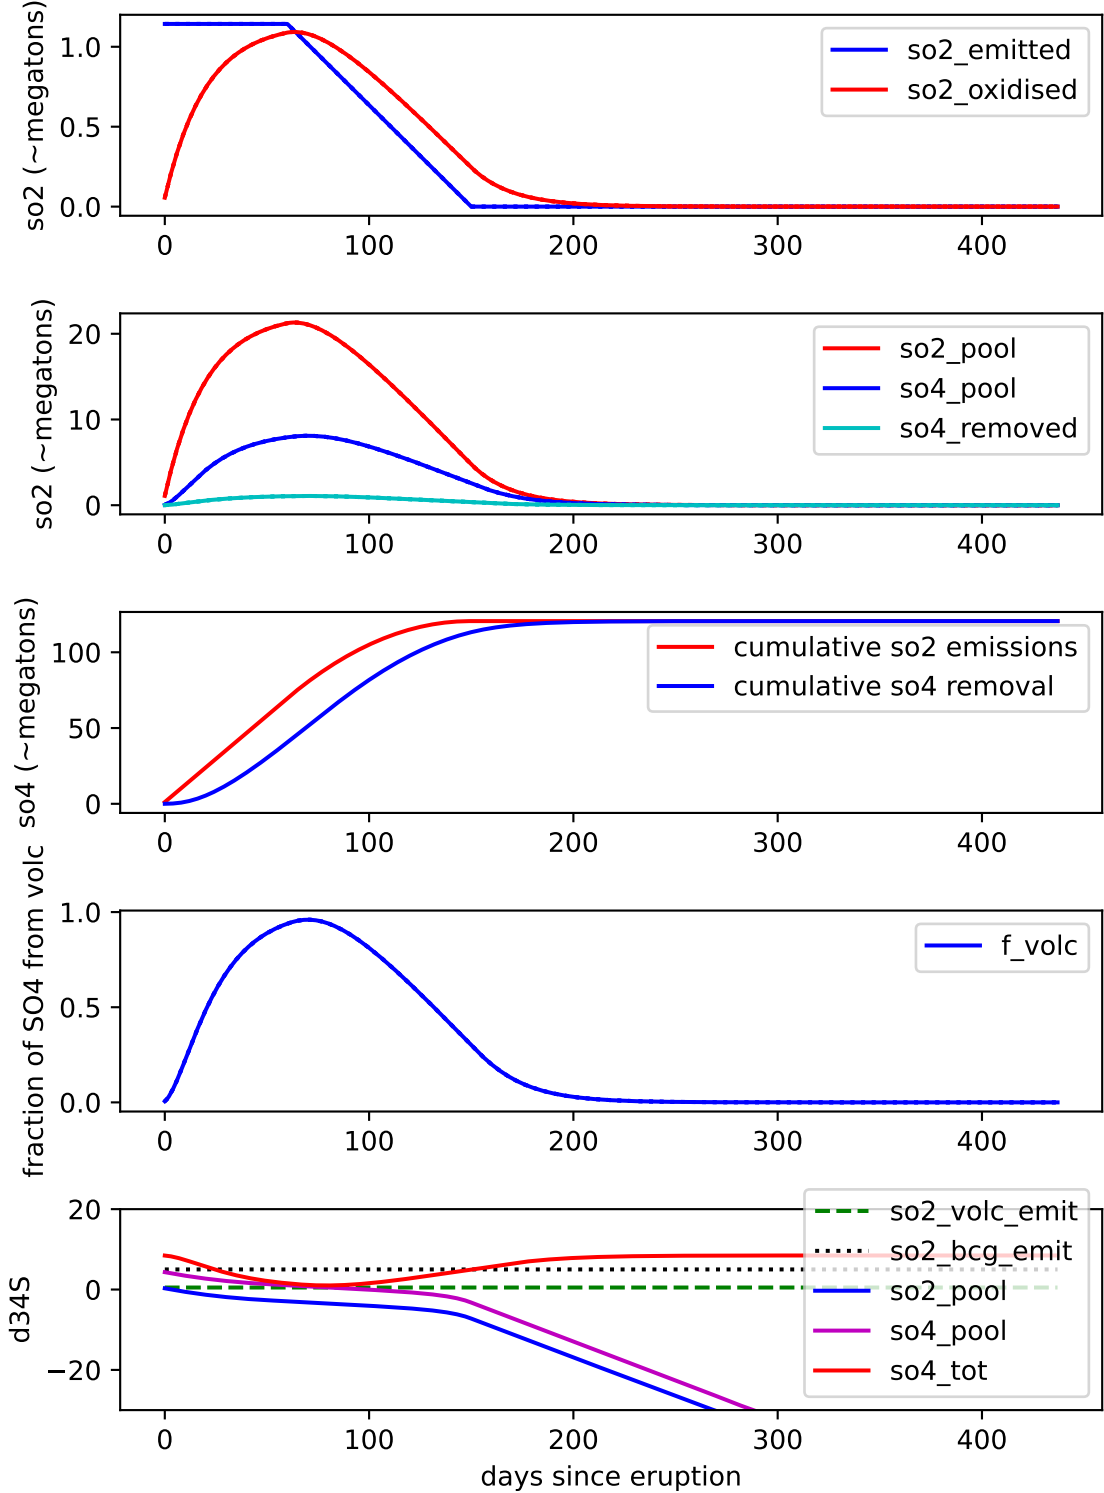 so2 (~megatons)
1.0
0.5
0.0
so2_emitted
so2_oxidised
0
100
200
300
400
so2 (~megatons)
20
10
0
so2_pool
so4_pool
so4_removed
0
100
200
300
400
so4 (~megatons)
100
50
0
cumulative so2 emissions
cumulative so4 removal
0
100
200
300
400
fraction of SO4 from volc
1.0
0.5
0.0
f_volc
0
100
200
300
400
d34S
20
0
−20
so2_volc_emit
so2_bcg_emit
so2_pool
so4_pool
so4_tot
0
100
200
300
400
days since eruption